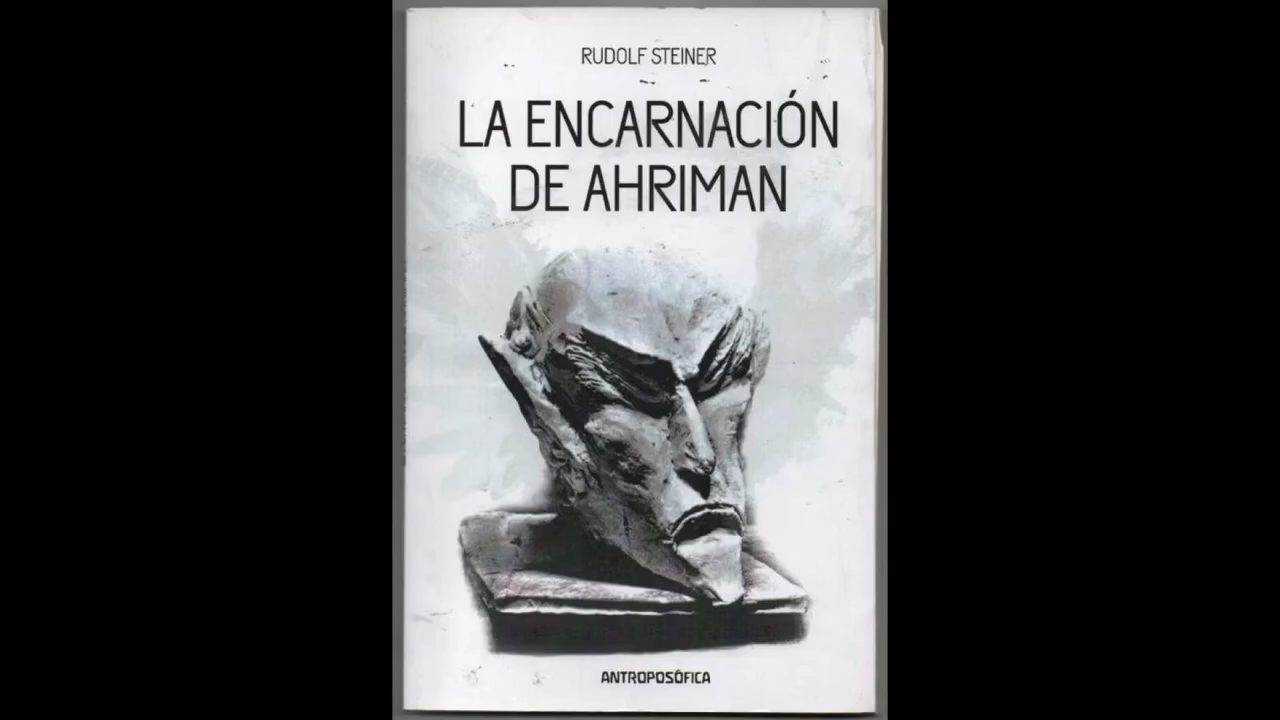 RUDOLF STEINER
LA ENCARNACIÓN
DE AHRIMAN
ANTROPOSÓFICA